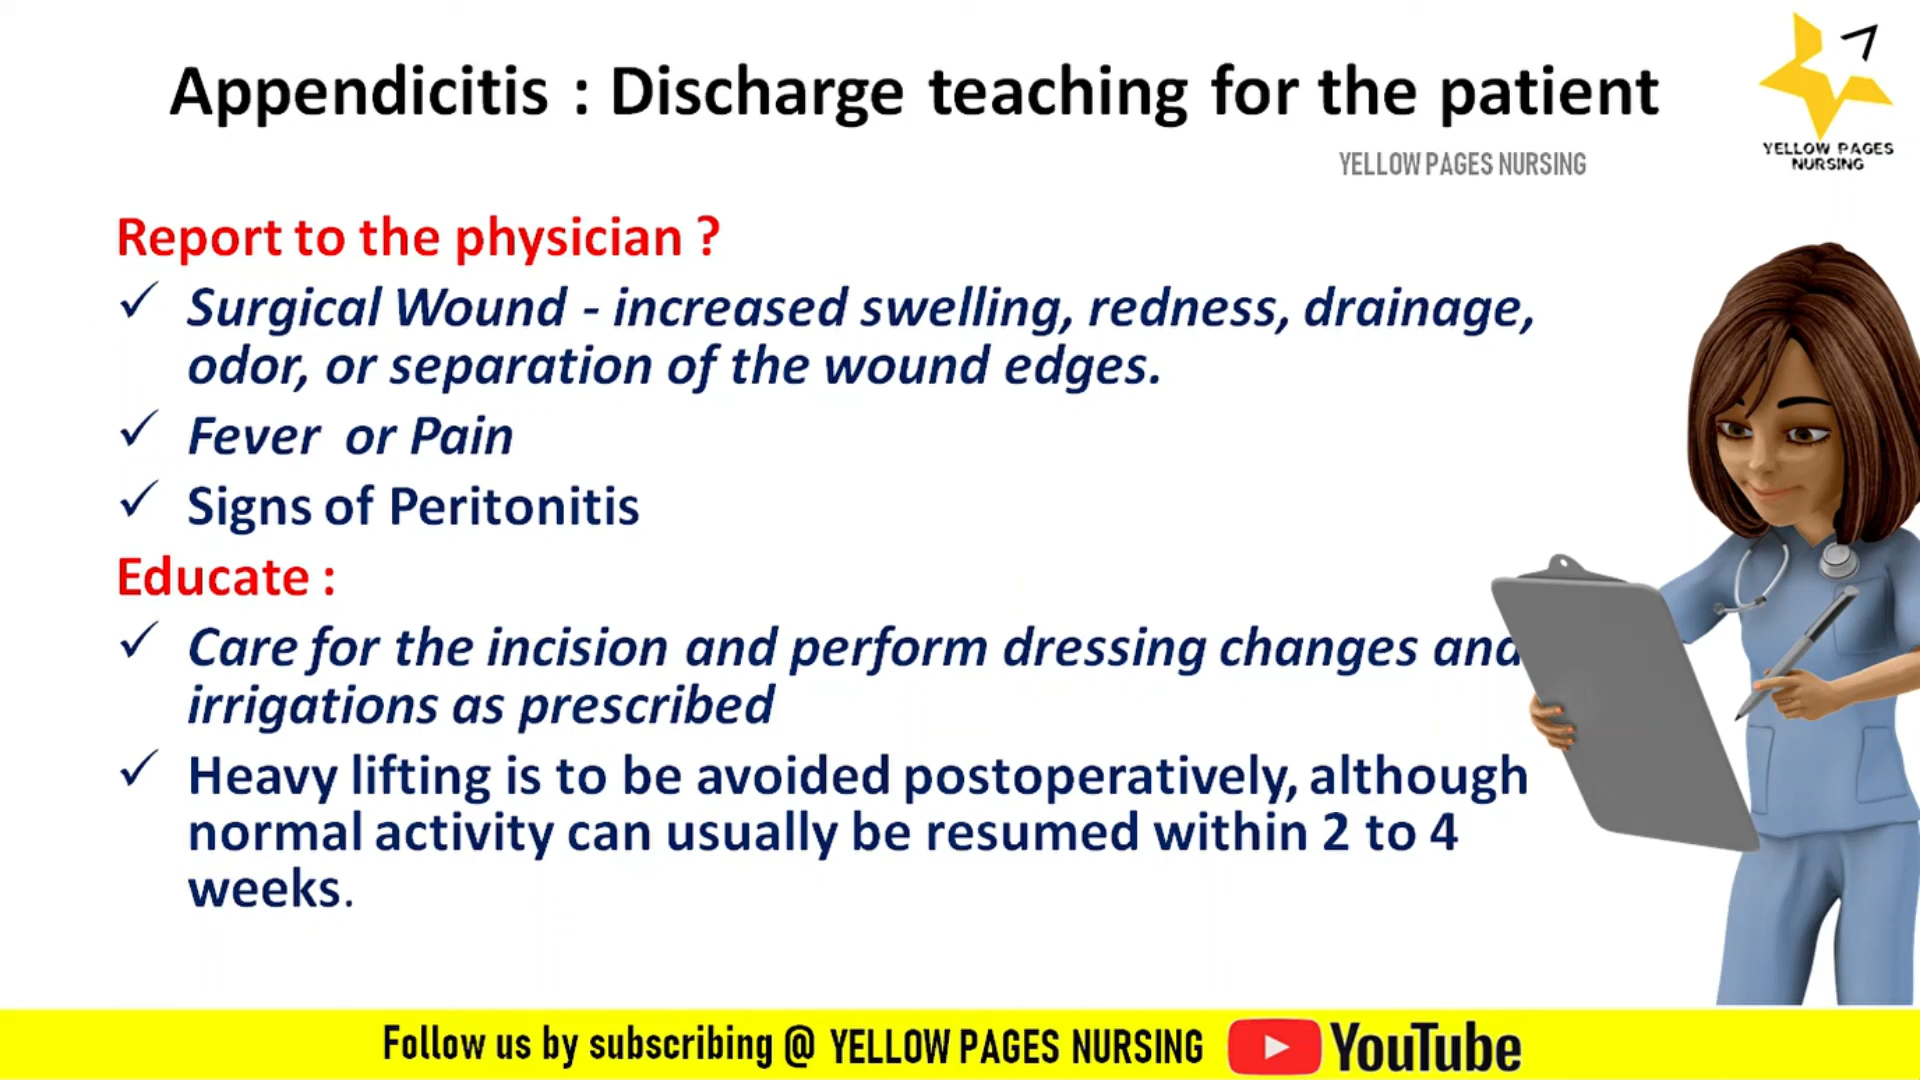 Appendicitis : Discharge teaching for the patient
YELLOW PAGES
NURSING
YELLOW PAGES NURSING
Report to the physician ?
✓ Surgical Wound - increased swelling, redness, drainage,
odor, or separation of the wound edges.
✓ Fever or Pain
✓ Signs of Peritonitis
Educate :
✓ Care for the incision and perform dressing changes and
irrigations as prescribed
✓ Heavy lifting is to be avoided postoperatively, although
normal activity can usually be resumed within 2 to 4
weeks.
Follow us by subscribing @ YELLOW PAGES NURSING YouTube